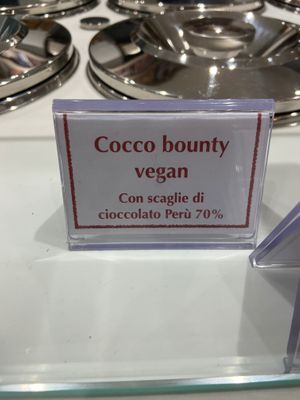 Cocco bounty
vegan
Con scaglie di
cioccolato Perù 70%